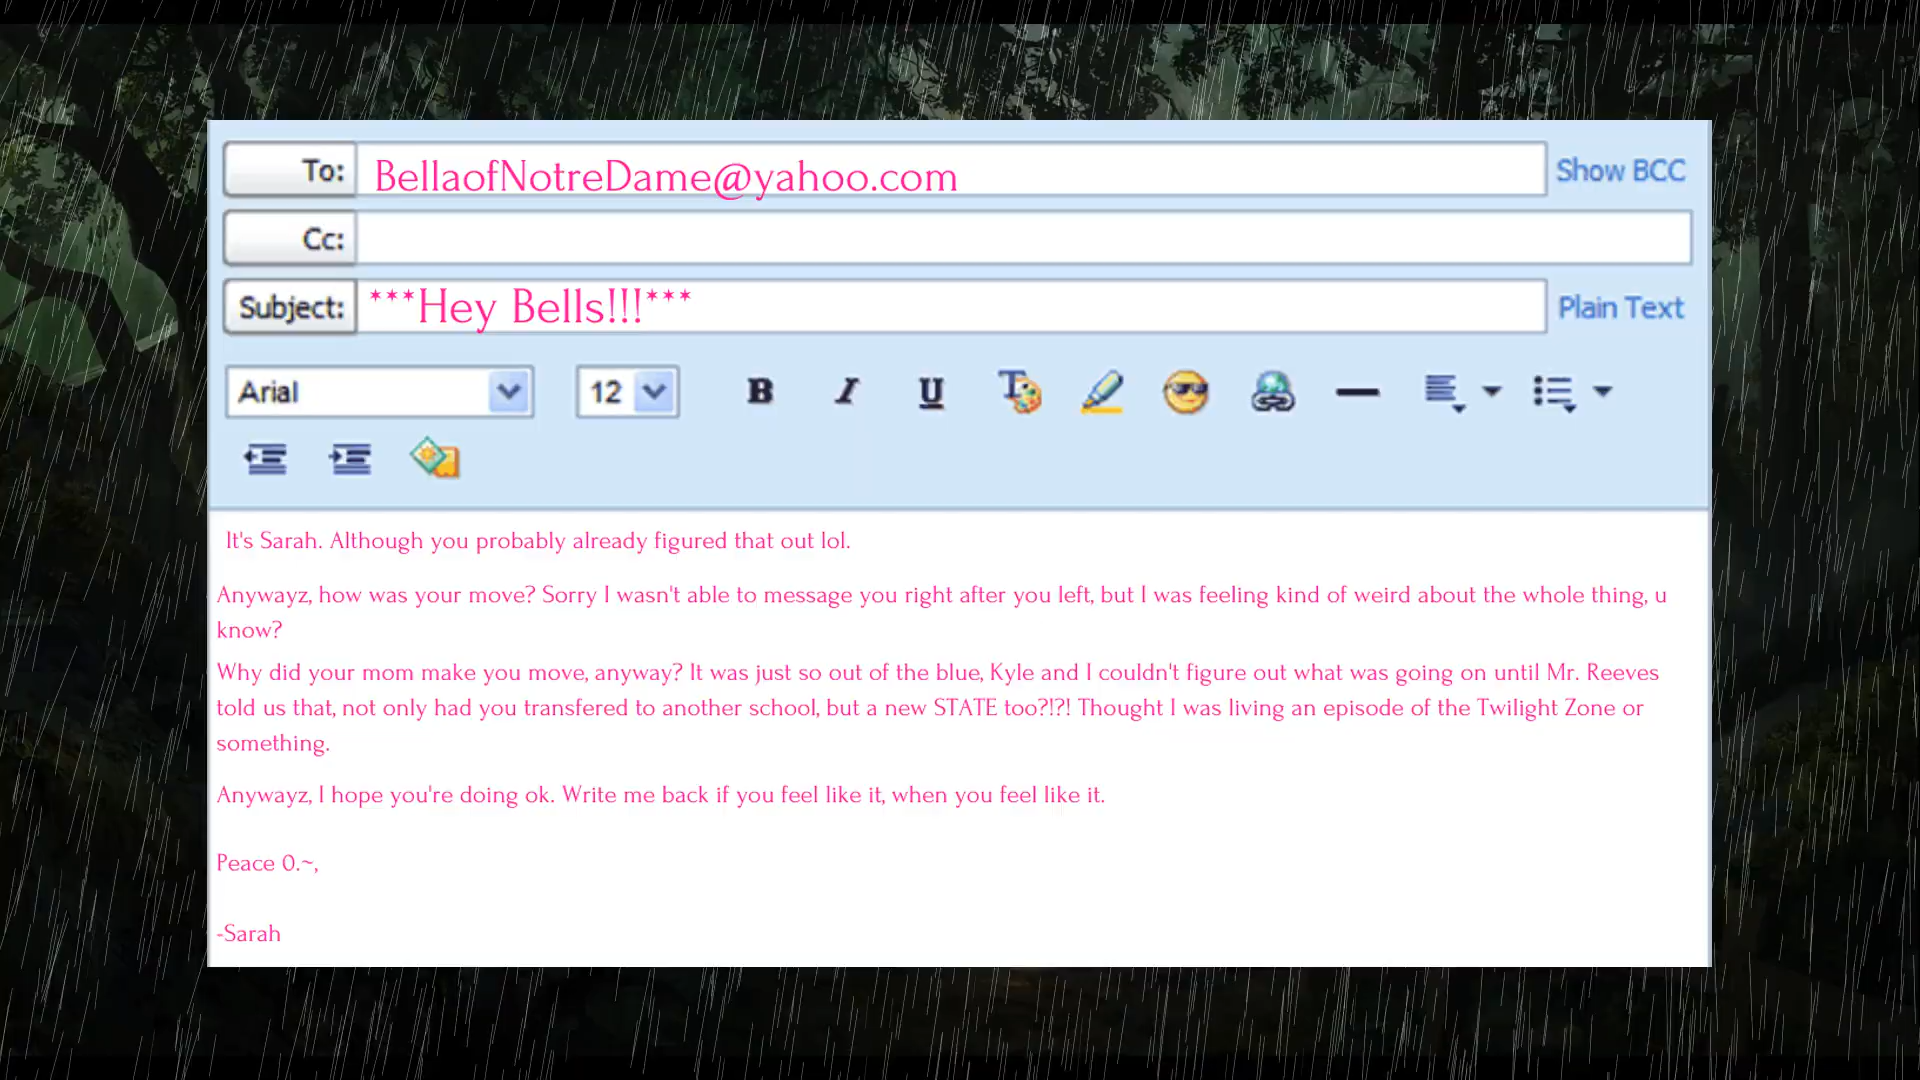 To: BellaofNotreDame@yahoo.com Show BCC
Cc:
Subject: ***Hey Bells!!!*** Plain Text
Arial 12 B I U T
It's Sarah. Although you probably already figured that out lol.
Anywayz, how was your move? Sorry I wasn't able to message you right after you left, but I was feeling kind of weird about the whole thing, u
know?
Why did your mom make you move, anyway? It was just so out of the blue, Kyle and I couldn't figure out what was going on until Mr. Reeves
told us that, not only had you transfered to another school, but a new STATE too?!?! Thought I was living an episode of the Twilight Zone or
something.
Anywayz, I hope you're doing ok. Write me back if you feel like it, when you feel like it.
Peace 0.~,
-Sarah